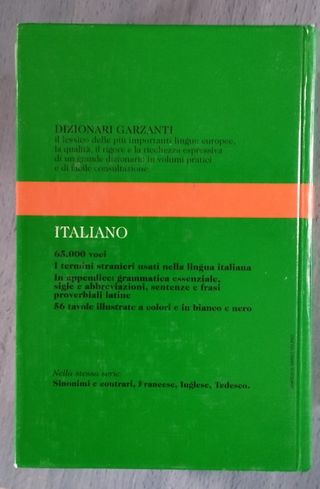 DIZIONARI GARZANTI
il lessico delle più importanti lingue europee,
la qualità, il rigore e la ricchezza espressiva
di un grande dizionario in volumi pratici
e di facile consultazione
ITALIANO
65.000 voci
I termini stranieri usati nella lingua italiana
In appendice: grammatica essenziale,
sigle e abbreviazioni, sentenze e frasi
proverbiali latine
56 tavole illustrate a colori e in bianco e nero
Nella stessa serie:
Sinonimi e contrari, Francese, Inglese, Tedesco.